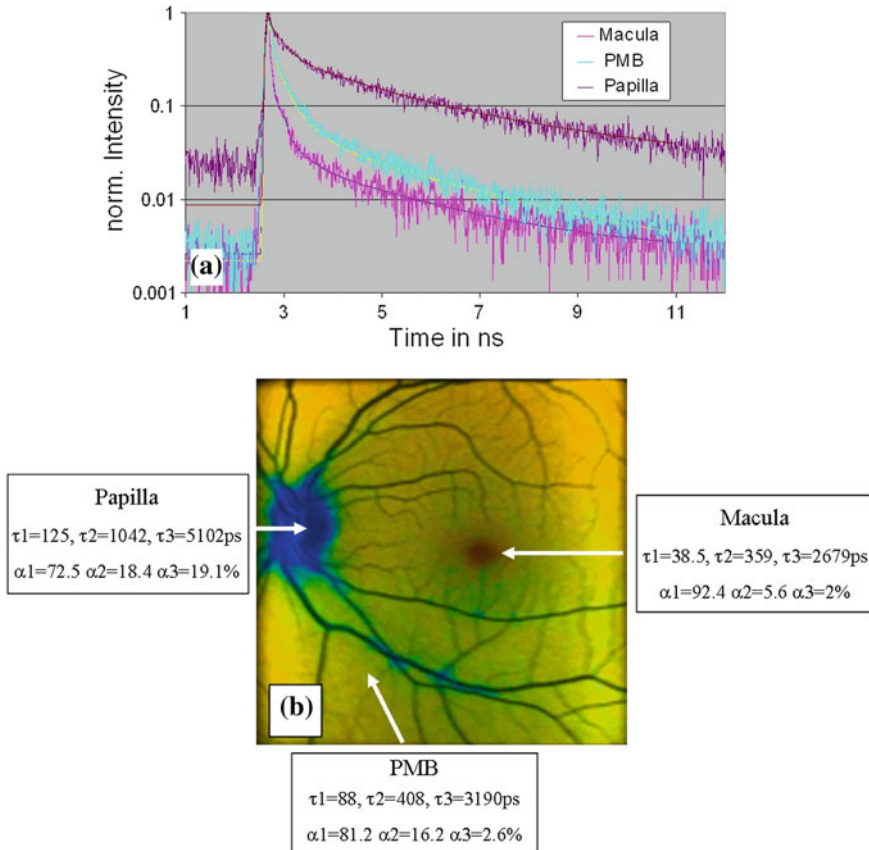 1
0.1
0.01
0.001
norm. Intensity
Macula
PMB
Papilla
(a)
1 3 5 7 9 11
Time in ns
Papilla
τ1=125, τ2=1042, τ3=5102ps
α1=72.5 α2=18.4 α3=19.1%
Macula
τ1=38.5, τ2=359, τ3=2679ps
α1=92.4 α2=5.6 α3=2%
(b)
PMB
τ1=88, τ2=408, τ3=3190ps
α1=81.2 α2=16.2 α3=2.6%